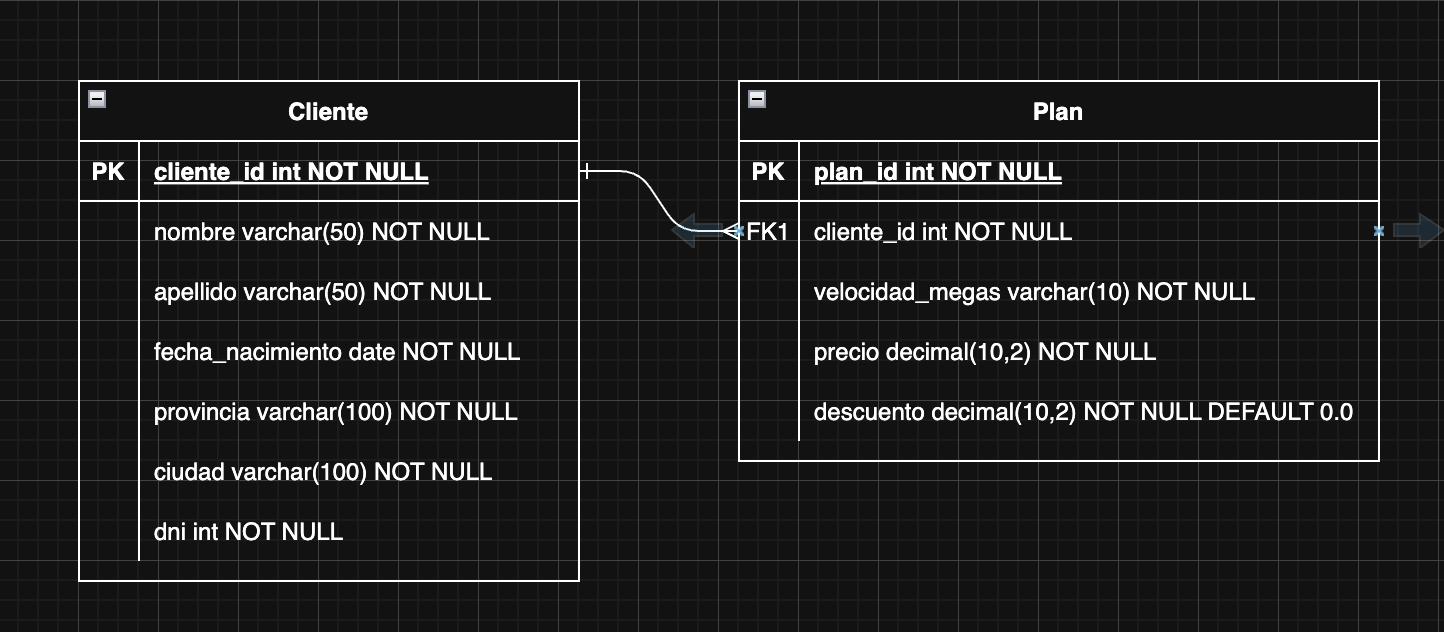 Cliente
PK cliente_id int NOT NULL
nombre varchar(50) NOT NULL
apellido varchar(50) NOT NULL
fecha_nacimiento date NOT NULL
provincia varchar(100) NOT NULL
ciudad varchar(100) NOT NULL
dni int NOT NULL
Plan
PK plan_id int NOT NULL
FK1 cliente_id int NOT NULL
velocidad_megas varchar(10) NOT NULL
precio decimal(10,2) NOT NULL
descuento decimal(10,2) NOT NULL DEFAULT 0.0